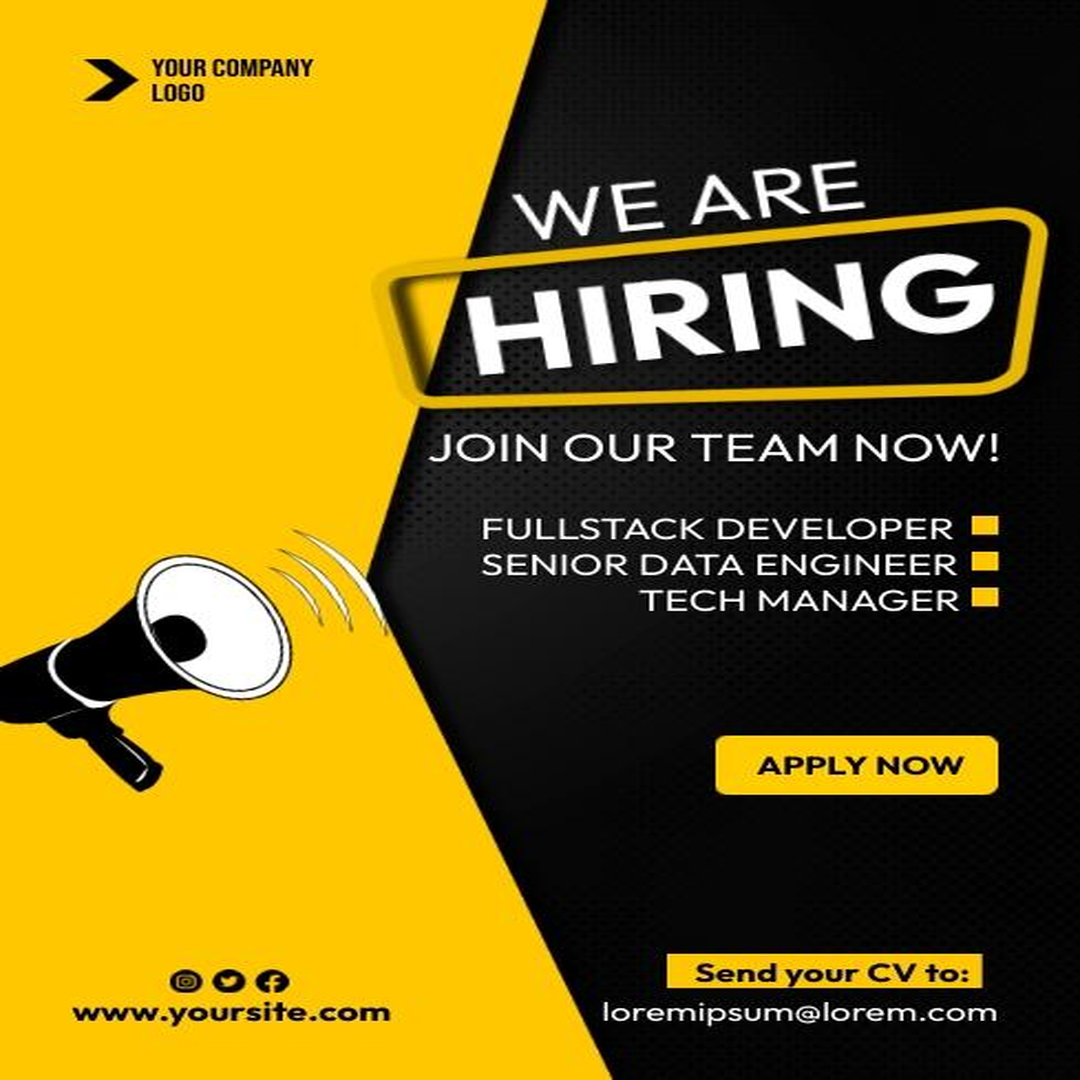 YOUR COMPANY
LOGO
WE ARE
HIRING
JOIN OUR TEAM NOW!
FULLSTACK DEVELOPER
SENIOR DATA ENGINEER
TECH MANAGER
APPLY NOW
Send your CV to:
loremipsum@lorem.com
www.yoursite.com